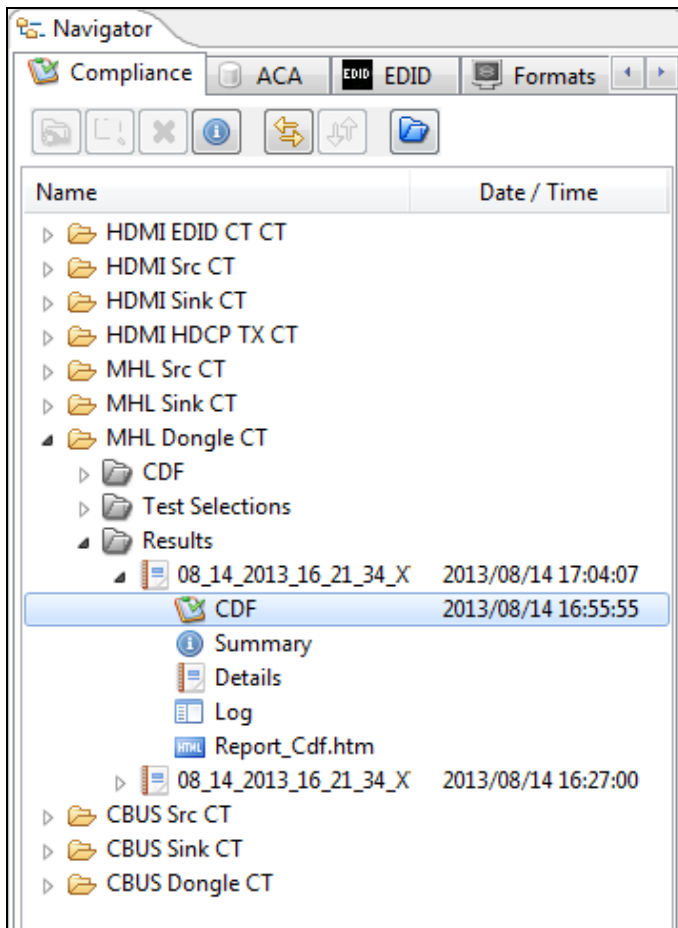 Navigator
Compliance ACA EDID EDID Formats
Name Date / Time
HDMI EDID CT CT
HDMI Src CT
HDMI Sink CT
HDMI HDCP TX CT
MHL Src CT
MHL Sink CT
MHL Dongle CT
CDF
Test Selections
Results
08_14_2013_16_21_34_X 2013/08/14 17:04:07
CDF 2013/08/14 16:55:55
Summary
Details
Log
HTML Report_Cdf.htm
08_14_2013_16_21_34_X 2013/08/14 16:27:00
CBUS Src CT
CBUS Sink CT
CBUS Dongle CT